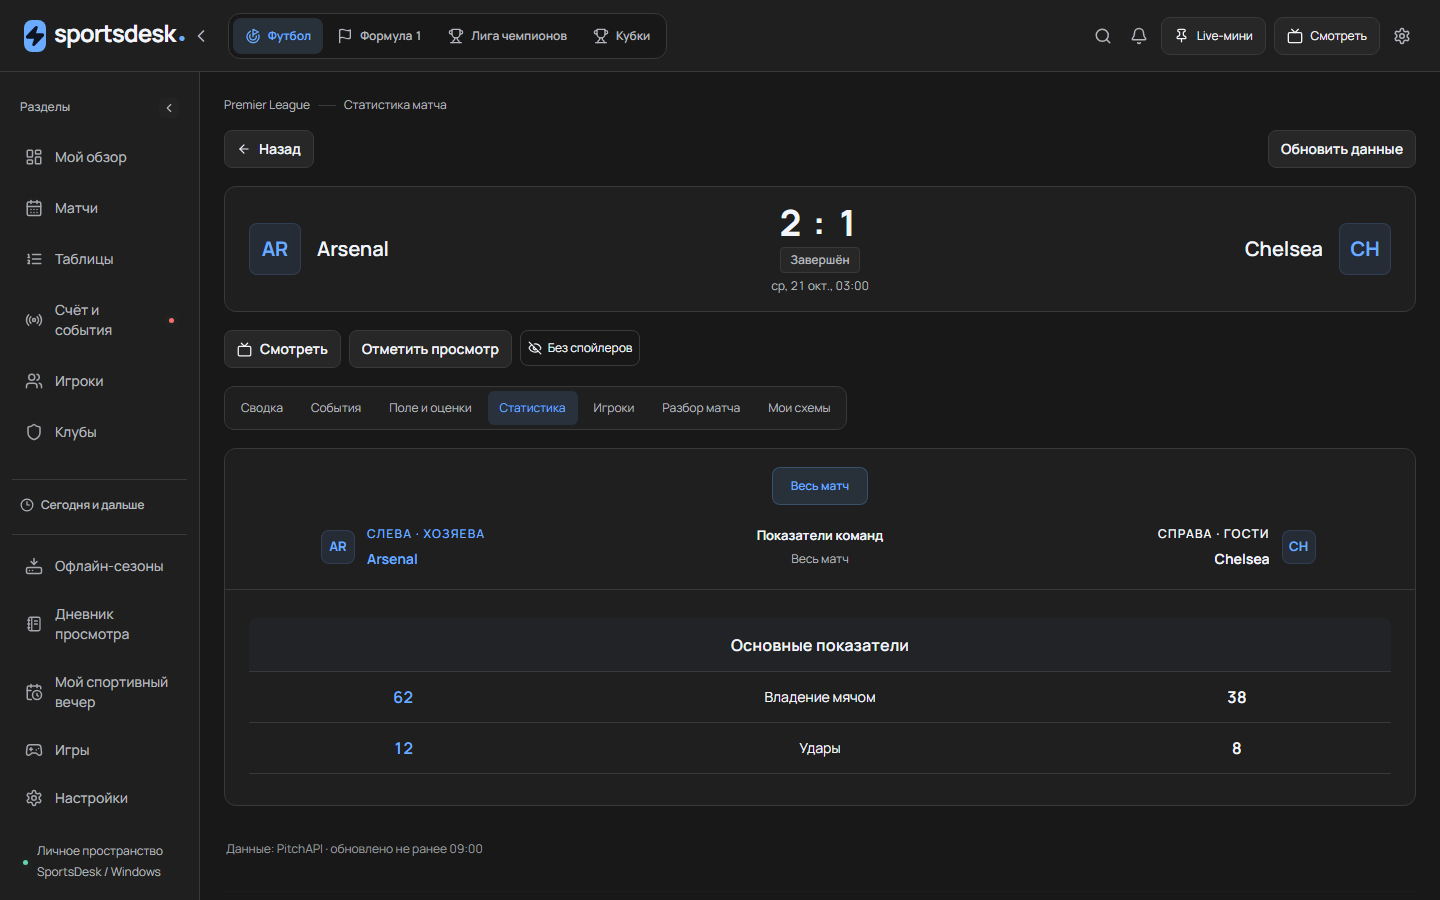 sportsdesk.
Футбол
Формула 1
Лига чемпионов
Кубки
Live-мини
Смотреть
Разделы
Мой обзор
Матчи
Таблицы
Счёт и
события
Игроки
Клубы
Сегодня и дальше
Офлайн-сезоны
Дневник
просмотра
Мой спортивный
вечер
Игры
Настройки
Личное пространство
SportsDesk / Windows
Premier League — Статистика матча
Назад
Обновить данные
AR Arsenal
2 : 1
Завершён
ср, 21 окт., 03:00
Chelsea CH
Смотреть
Отметить просмотр
Без спойлеров
Сводка
События
Поле и оценки
Статистика
Игроки
Разбор матча
Мои схемы
Весь матч
AR
СЛЕВА · ХОЗЯЕВА
Arsenal
Показатели команд
Весь матч
СПРАВА · ГОСТИ
Chelsea
CH
Основные показатели
62 Владение мячом 38
12 Удары 8
Данные: PitchAPI · обновлено не ранее 09:00